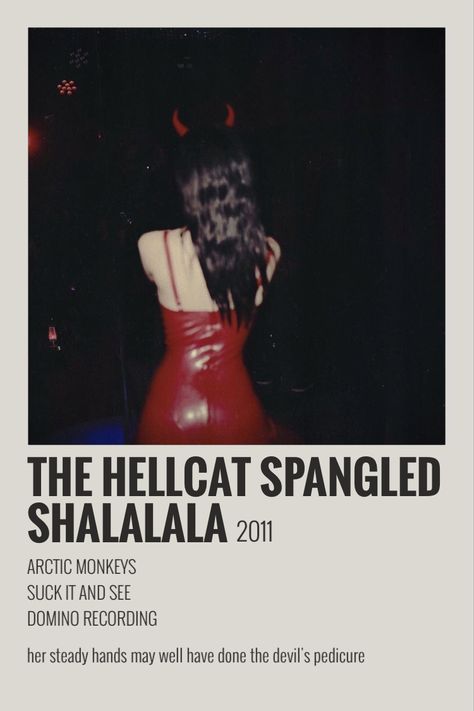 THE HELLCAT SPANGLED
SHALALALA 2011
ARCTIC MONKEYS
SUCK IT AND SEE
DOMINO RECORDING
her steady hands may well have done the devil's pedicure